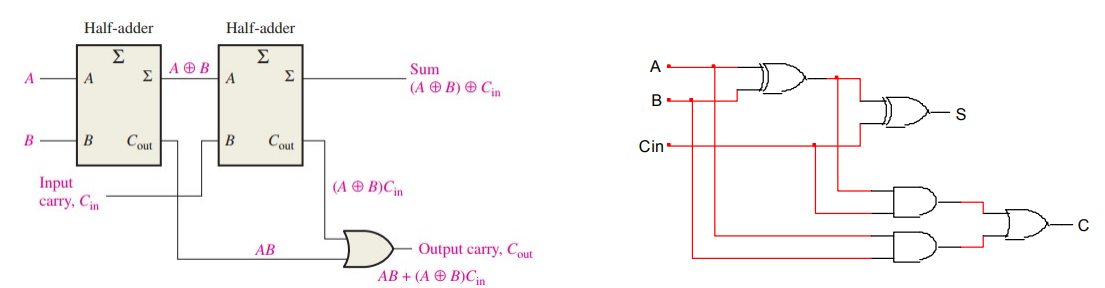 Half-adder
Half-adder
Σ
Σ
A
A
Σ
A ⊕ B
A
Σ
Sum
(A ⊕ B) ⊕ Cin
B
B
Cout
B
Cout
Input
carry, Cin
(A ⊕ B)Cin
AB
Output carry, Cout
AB + (A ⊕ B)Cin
A
B
Cin
S
C